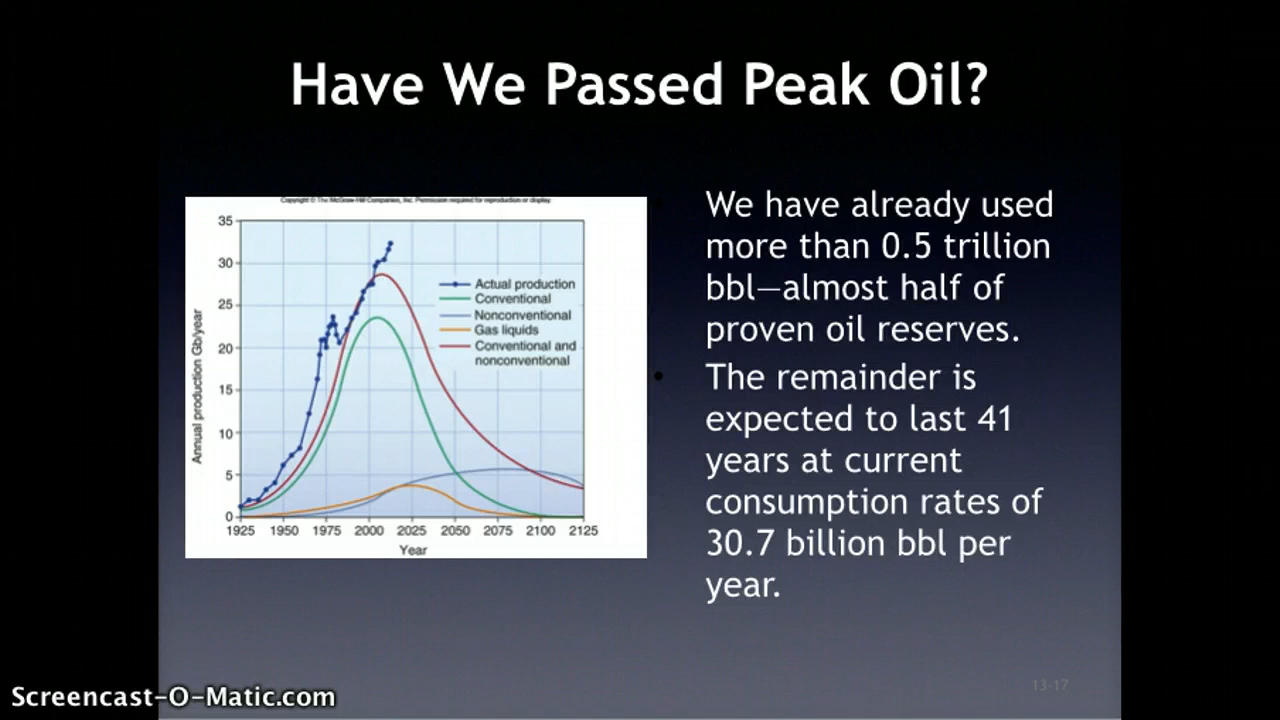 Have We Passed Peak Oil?
Copyright © The McGraw-Hill Companies, Inc. Permission required for reproduction or display.
35
30
25
20
15
10
5
0
Annual production Gb/year
Actual production
Conventional
Nonconventional
Gas liquids
Conventional and
nonconventional
1925 1950 1975 2000 2025 2050 2075 2100 2125
Year
We have already used
more than 0.5 trillion
bbl—almost half of
proven oil reserves.
• The remainder is
expected to last 41
years at current
consumption rates of
30.7 billion bbl per
year.
13-17
Screencast-O-Matic.com